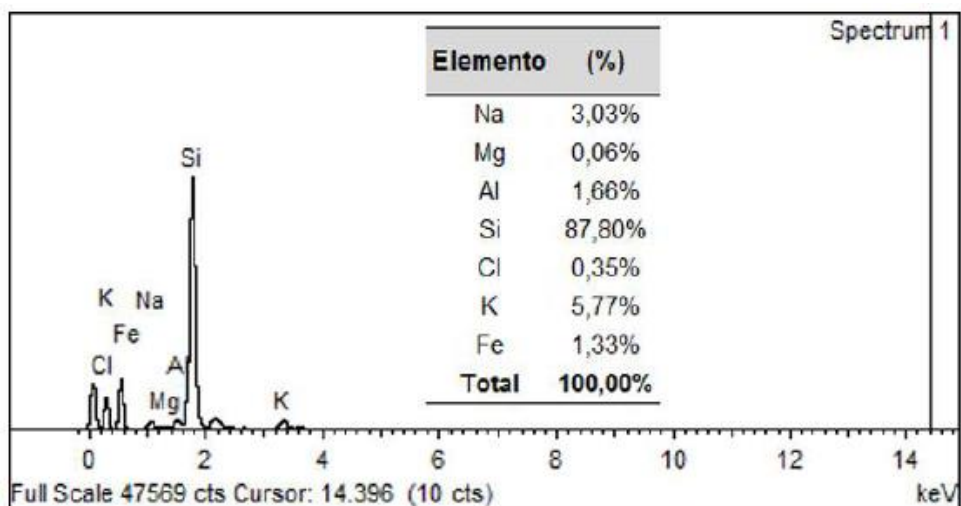 Spectrum 1
Elemento (%)
Na 3,03%
Mg 0,06%
Al 1,66%
Si 87,80%
Cl 0,35%
K 5,77%
Fe 1,33%
Total 100,00%
Si
K Na
Fe
Cl A
Mg K
0 2 4 6 8 10 12 14
Full Scale 47569 cts Cursor: 14.396 (10 cts) keV